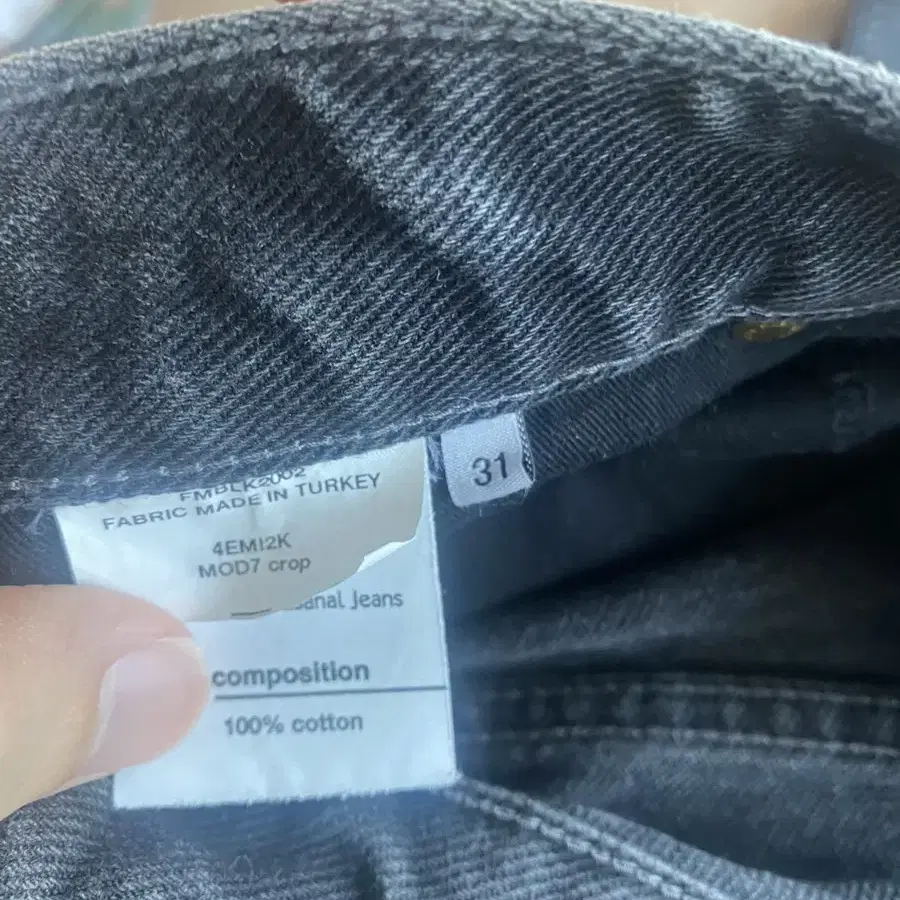 FMBLK2002
FABRIC MADE IN TURKEY
4EMI2K
MOD7 crop
31
Jeans
composition
100% cotton